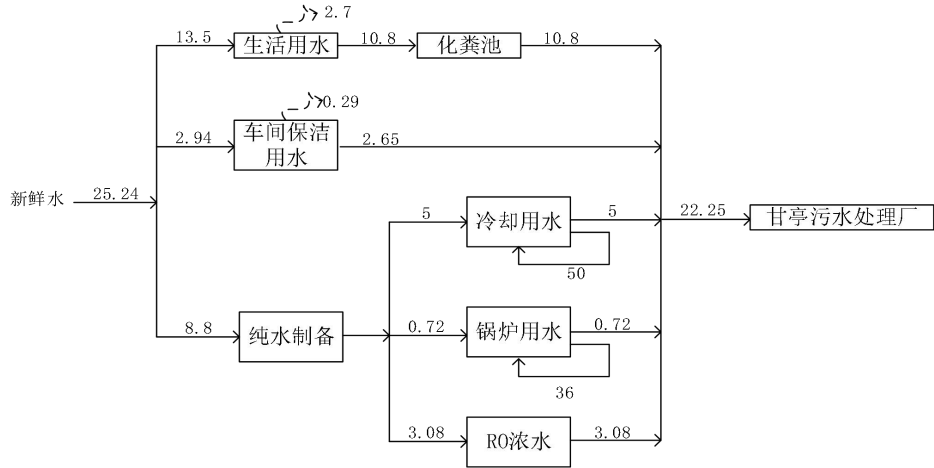 2.7
13.5
生活用水
10.8
化粪池
10.8
0.29
2.94
车间保洁
用水
2.65
新鲜水
25.24
5
冷却用水
5
22.25
甘亭污水处理厂
50
8.8
纯水制备
0.72
锅炉用水
0.72
36
3.08
RO浓水
3.08